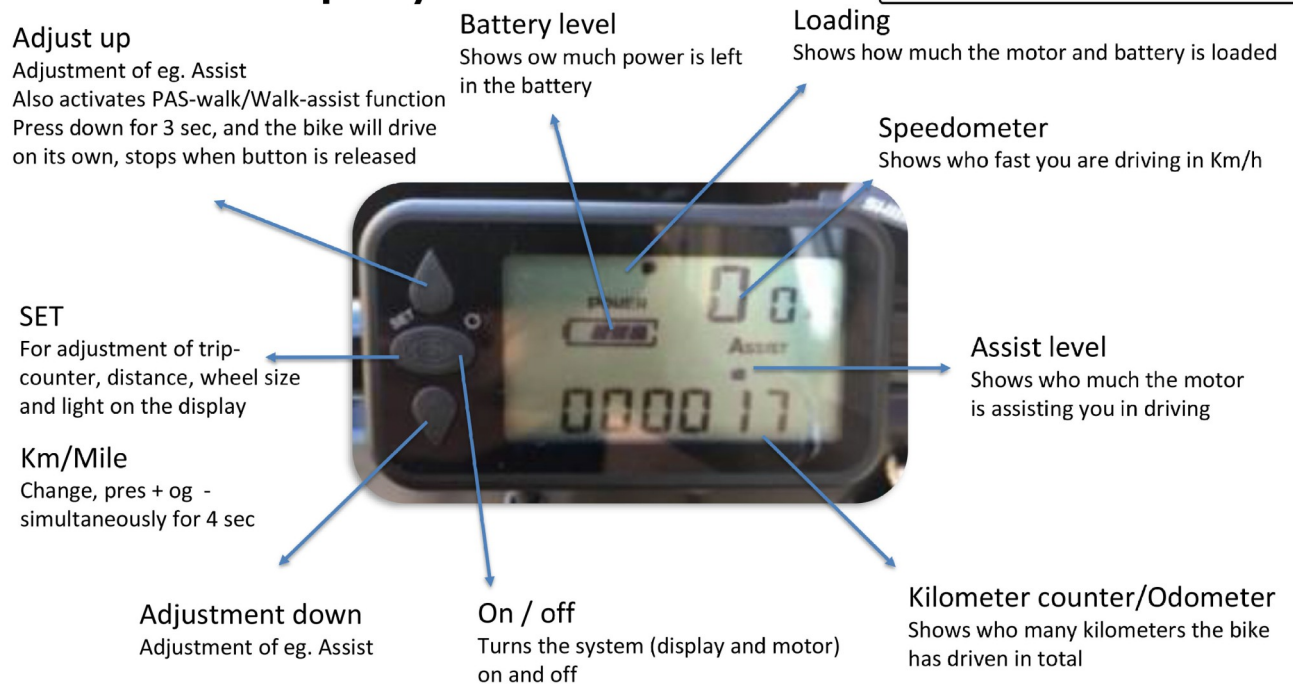 Adjust up
Adjustment of eg. Assist
Also activates PAS-walk/Walk-assist function
Press down for 3 sec, and the bike will drive
on its own, stops when button is released
Battery level
Shows ow much power is left
in the battery
Loading
Shows how much the motor and battery is loaded
Speedometer
Shows who fast you are driving in Km/h
SET
For adjustment of trip-
counter, distance, wheel size
and light on the display
Km/Mile
Change, pres + og -
simultaneously for 4 sec
SET
POWER
00.
ASSIST
000017
Assist level
Shows who much the motor
is assisting you in driving
Adjustment down
Adjustment of eg. Assist
On / off
Turns the system (display and motor)
on and off
Kilometer counter/Odometer
Shows who many kilometers the bike
has driven in total